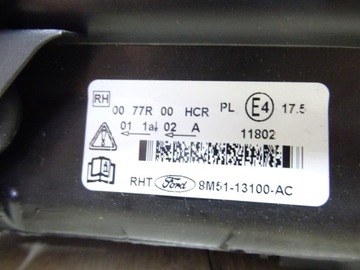 RH
00 77R 00 HCR PL E4 17.5
01 1a 02 A 11802
RHT Ford 8M51-13100-AC